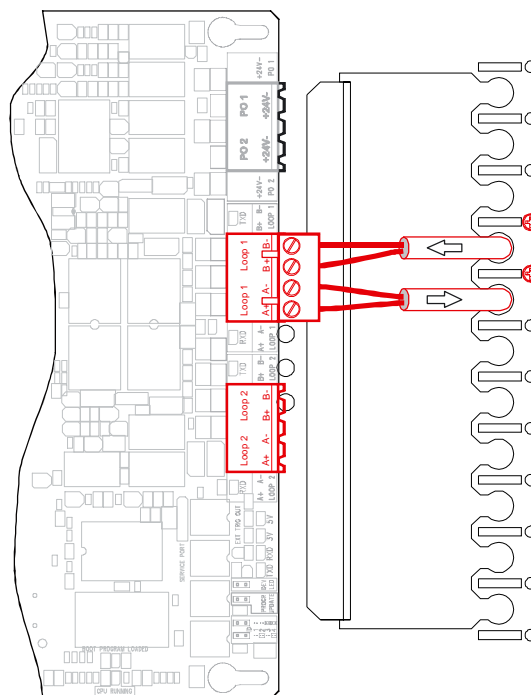 +24V-
PO 1
PO 1
+24V-
PO 2
+24V-
+24V-
PO 2
TXD
B+ B-
LOOP 1
Loop 1
B-
B+
Loop 1
A-
A+
RXD
A+ A-
LOOP 1
TXD
B+ B-
LOOP 2
Loop 2
B-
B+
Loop 2
A-
A+
RXD
A+ A-
LOOP 2
EXT TRIG OUT
5V
3V
RXD
TXD
SERVICE PORT
LED
UPDATE
BOOT PROGRAM LOADED
CPU RUNNING